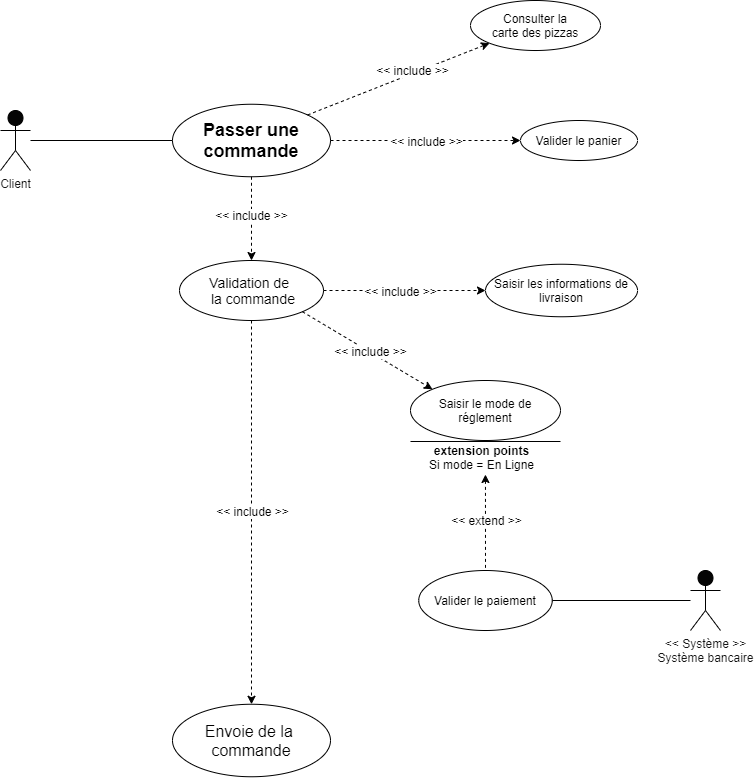 Consulter la
carte des pizzas
<< include >>
Passer une
commande
<< include >>
Valider le panier
Client
<< include >>
Validation de
la commande
<< include >>
Saisir les informations de
livraison
<< include >>
Saisir le mode de
réglement
extension points
Si mode = En Ligne
<< include >>
<< extend >>
Valider le paiement
<< Système >>
Système bancaire
Envoie de la
commande